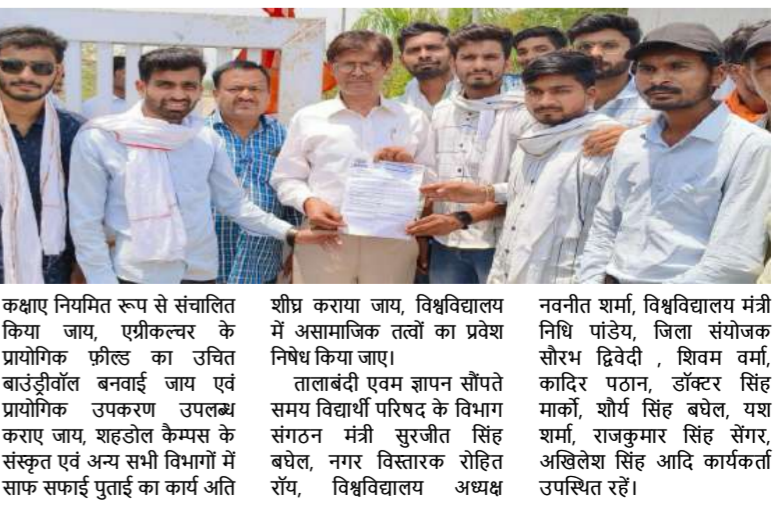 कक्षाए नियमित रूप से संचालित
किया जाय, एग्रीकल्चर के
प्रायोगिक फ़ील्ड का उचित
बाउंड्रीवॉल बनवाई जाय एवं
प्रायोगिक उपकरण उपलब्ध
कराए जाय, शहडोल कैम्पस के
संस्कृत एवं अन्य सभी विभागों में
साफ सफाई पुताई का कार्य अति
शीघ्र कराया जाय, विश्वविद्यालय
में असामाजिक तत्वों का प्रवेश
निषेध किया जाए।
तालाबंदी एवम ज्ञापन सौंपते
समय विद्यार्थी परिषद के विभाग
संगठन मंत्री सुरजीत सिंह
बघेल, नगर विस्तारक रोहित
रॉय, विश्वविद्यालय अध्यक्ष
नवनीत शर्मा, विश्वविद्यालय मंत्री
निधि पांडेय, जिला संयोजक
सौरभ द्विवेदी , शिवम वर्मा,
कादिर पठान, डॉक्टर सिंह
मार्को, शौर्य सिंह बघेल, यश
शर्मा, राजकुमार सिंह सेंगर,
अखिलेश सिंह आदि कार्यकर्ता
उपस्थित रहें।